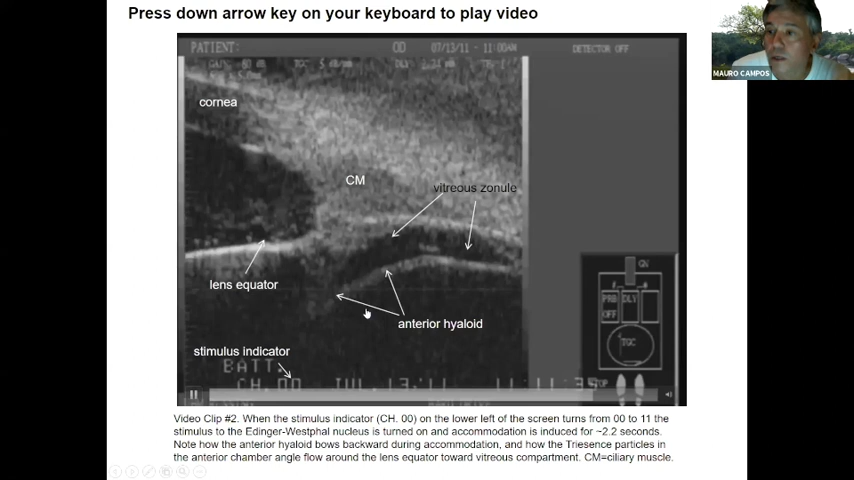 Press down arrow key on your keyboard to play video
PATIENT: OD 07/13/11 - 11:00AM DETECTOR OFF
MAURO CAMPOS
cornea
CM
vitreous zonule
lens equator
anterior hyaloid
PRB DLY
OFF
TGC
stimulus indicator
BATT.
CH. 00 JUL 13'11
STOP
Video Clip #2. When the stimulus indicator (CH. 00) on the lower left of the screen turns from 00 to 11 the
stimulus to the Edinger-Westphal nucleus is turned on and accommodation is induced for ~2.2 seconds.
Note how the anterior hyaloid bows backward during accommodation, and how the Triesence particles in
the anterior chamber angle flow around the lens equator toward vitreous compartment. CM=ciliary muscle.